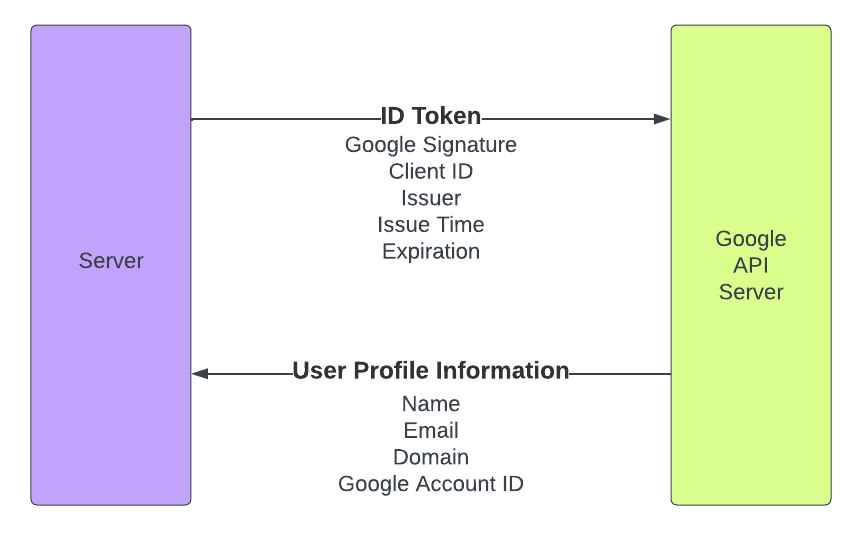 ID Token
Google Signature
Client ID
Issuer
Issue Time
Expiration
Server
Google
API
Server
User Profile Information
Name
Email
Domain
Google Account ID